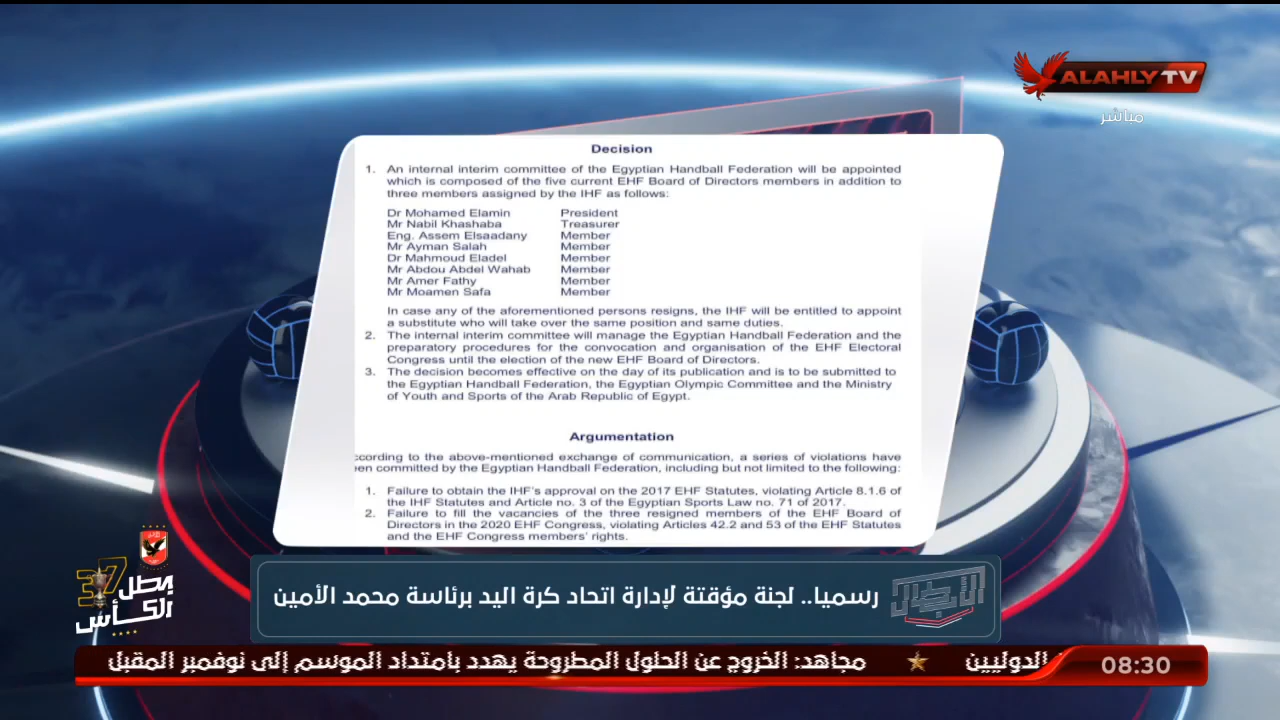 ALAHLY TV
مباشر
Decision
1. An internal interim committee of the Egyptian Handball Federation will be appointed
which is composed of the five current EHF Board of Directors members in addition to
three members assigned by the IHF as follows:
Dr Mohamed Elamin President
Mr Nabil Khashaba Treasurer
Eng. Assem Elsaadany Member
Mr Ayman Salah Member
Dr Mahmoud Eladel Member
Mr Abdou Abdel Wahab Member
Mr Amer Fathy Member
Mr Moamen Safa Member
In case any of the aforementioned persons resigns, the IHF will be entitled to appoint
a substitute who will take over the same position and same duties.
2. The internal interim committee will manage the Egyptian Handball Federation and the
preparatory procedures for the convocation and organisation of the EHF Electoral
Congress until the election of the new EHF Board of Directors.
3. The decision becomes effective on the day of its publication and is to be submitted to
the Egyptian Handball Federation, the Egyptian Olympic Committee and the Ministry
of Youth and Sports of the Arab Republic of Egypt.
Argumentation
ccording to the above-mentioned exchange of communication, a series of violations have
en committed by the Egyptian Handball Federation, including but not limited to the following:
1. Failure to obtain the IHF's approval on the 2017 EHF Statutes, violating Article 8.1.6 of
the IHF Statutes and Article no. 3 of the Egyptian Sports Law no. 71 of 2017.
2. Failure to fill the vacancies of the three resigned members of the EHF Board of
Directors in the 2020 EHF Congress, violating Articles 42.2 and 53 of the EHF Statutes
and the EHF Congress members' rights.
بطل 37
الكأس
رسميا.. لجنة مؤقتة لإدارة اتحاد كرة اليد برئاسة محمد الأمين
الدوليين ★ مجاهد: الخروج عن الحلول المطروحة يهدد بامتداد الموسم إلى نوفمبر المقبل
08:30